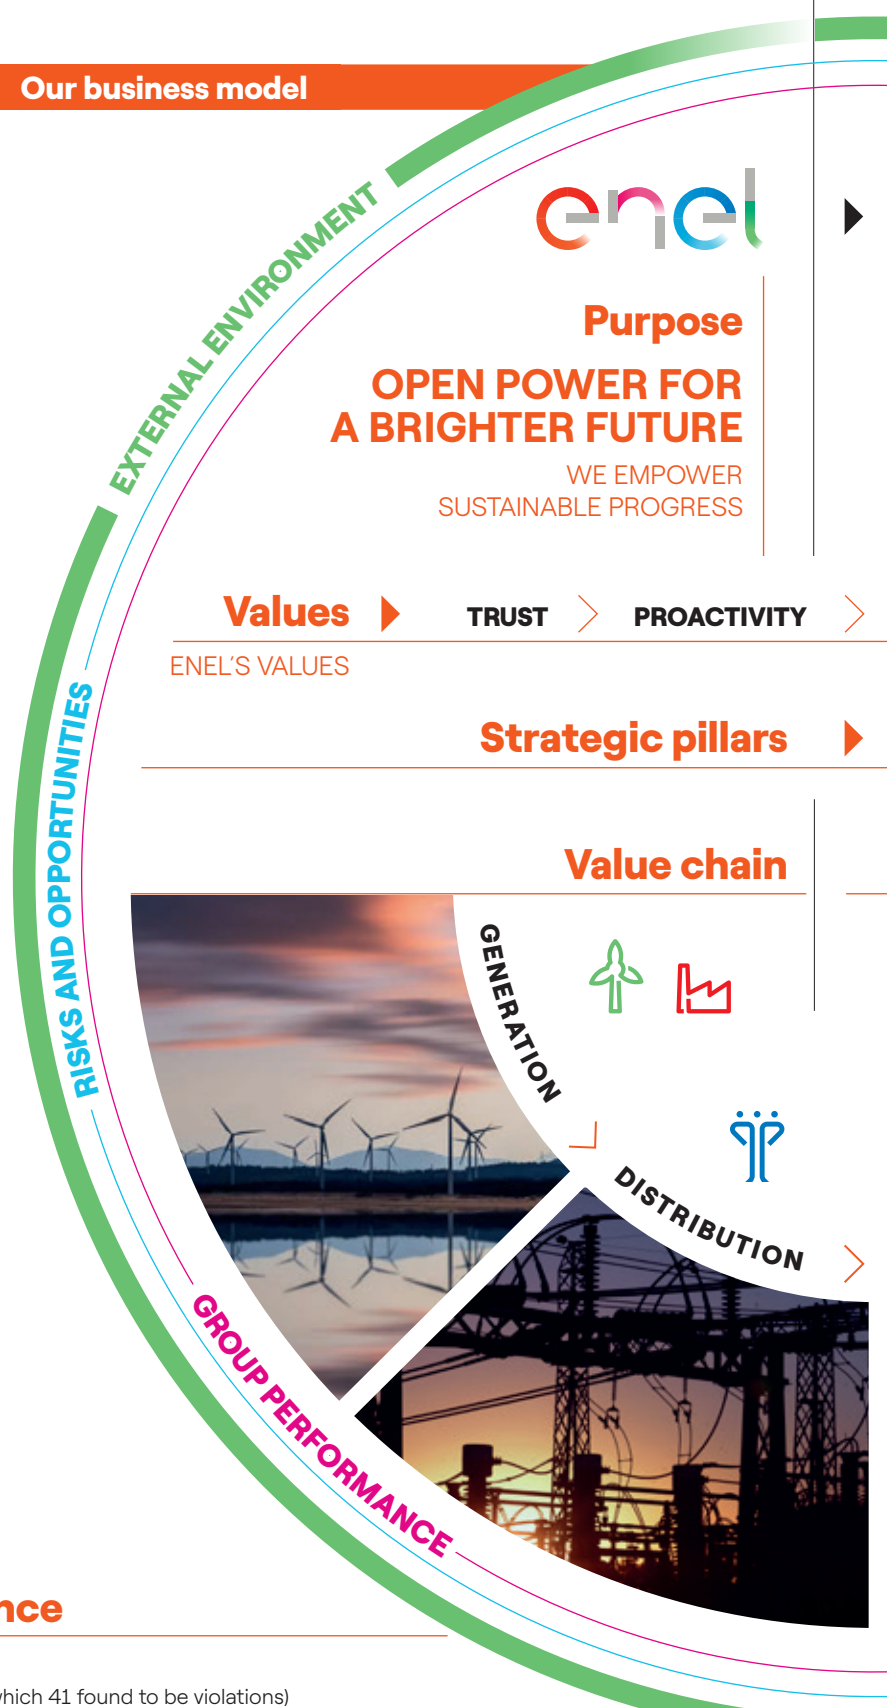 Our business model
enel
EXTERNAL ENVIRONMENT
Purpose
OPEN POWER FOR
A BRIGHTER FUTURE
WE EMPOWER
SUSTAINABLE PROGRESS
Values
TRUST
PROACTIVITY
ENEL'S VALUES
RISKS AND OPPORTUNITIES
Strategic pillars
Value chain
GENERATION
DISTRIBUTION
GROUP PERFORMANCE
nce
which 41 found to be violations)